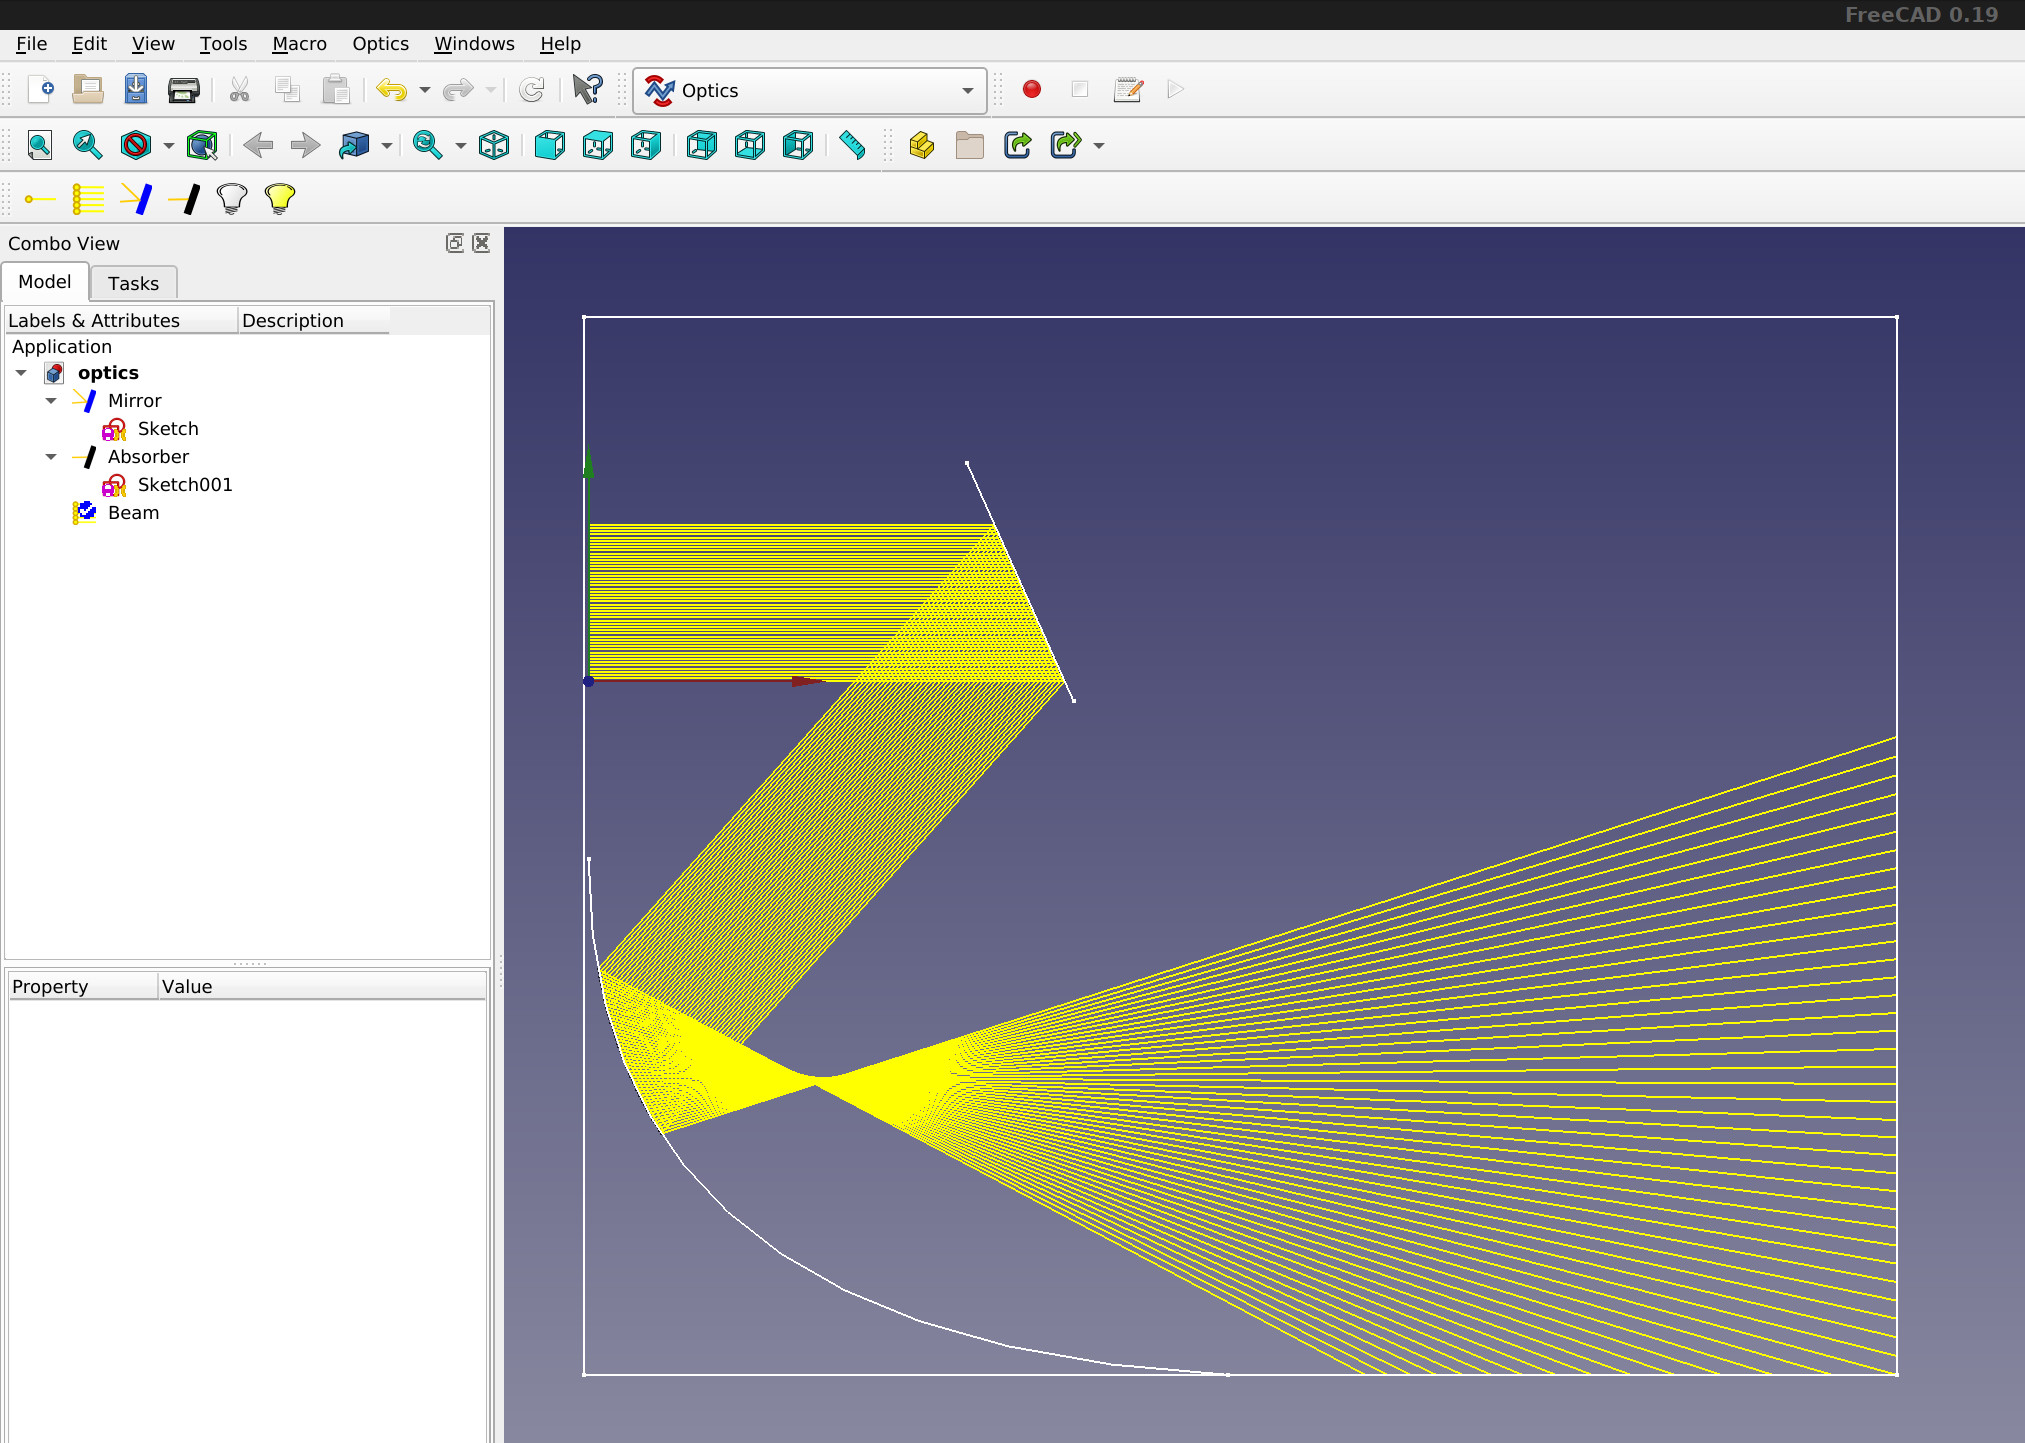 FreeCAD 0.19
File Edit View Tools Macro Optics Windows Help
Optics
Combo View
Model Tasks
Labels & Attributes Description
Application
optics
Mirror
Sketch
Absorber
Sketch001
Beam
Property Value